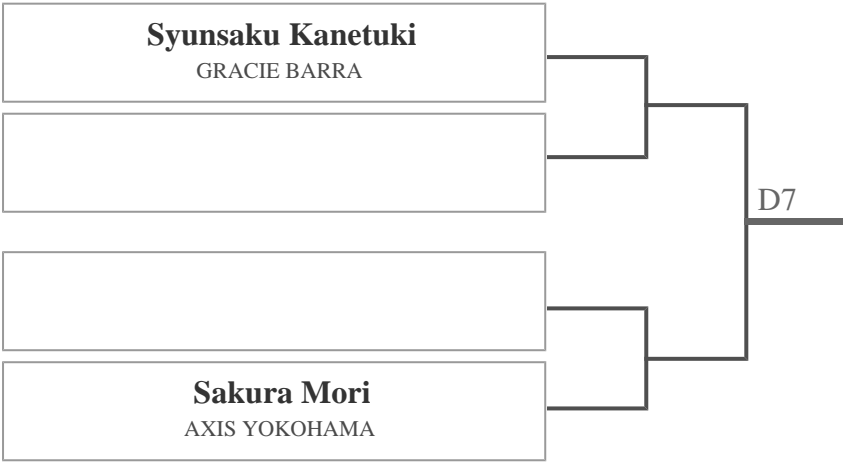 Syunsaku Kanetuki
GRACIE BARRA
D7
Sakura Mori
AXIS YOKOHAMA